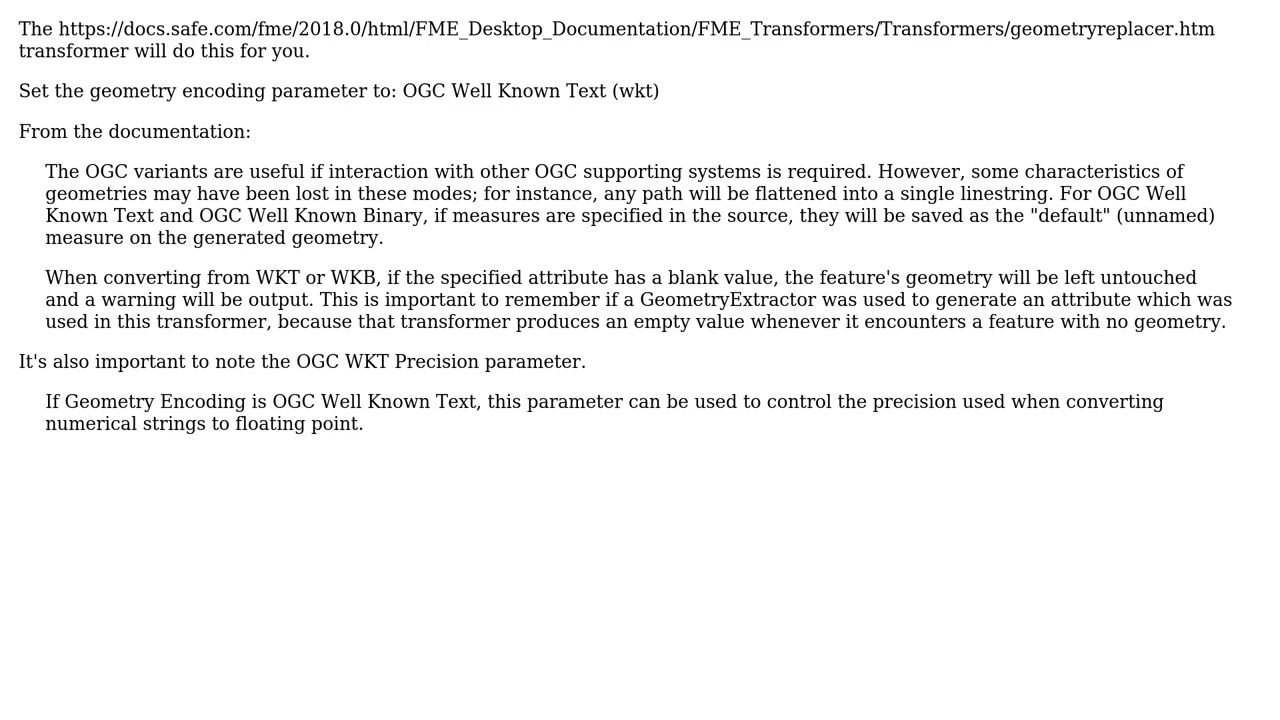 The https://docs.safe.com/fme/2018.0/html/FME_Desktop_Documentation/FME_Transformers/Transformers/geometryreplacer.htm
transformer will do this for you.
Set the geometry encoding parameter to: OGC Well Known Text (wkt)
From the documentation:
The OGC variants are useful if interaction with other OGC supporting systems is required. However, some characteristics of
geometries may have been lost in these modes; for instance, any path will be flattened into a single linestring. For OGC Well
Known Text and OGC Well Known Binary, if measures are specified in the source, they will be saved as the "default" (unnamed)
measure on the generated geometry.
When converting from WKT or WKB, if the specified attribute has a blank value, the feature's geometry will be left untouched
and a warning will be output. This is important to remember if a GeometryExtractor was used to generate an attribute which was
used in this transformer, because that transformer produces an empty value whenever it encounters a feature with no geometry.
It's also important to note the OGC WKT Precision parameter.
If Geometry Encoding is OGC Well Known Text, this parameter can be used to control the precision used when converting
numerical strings to floating point.